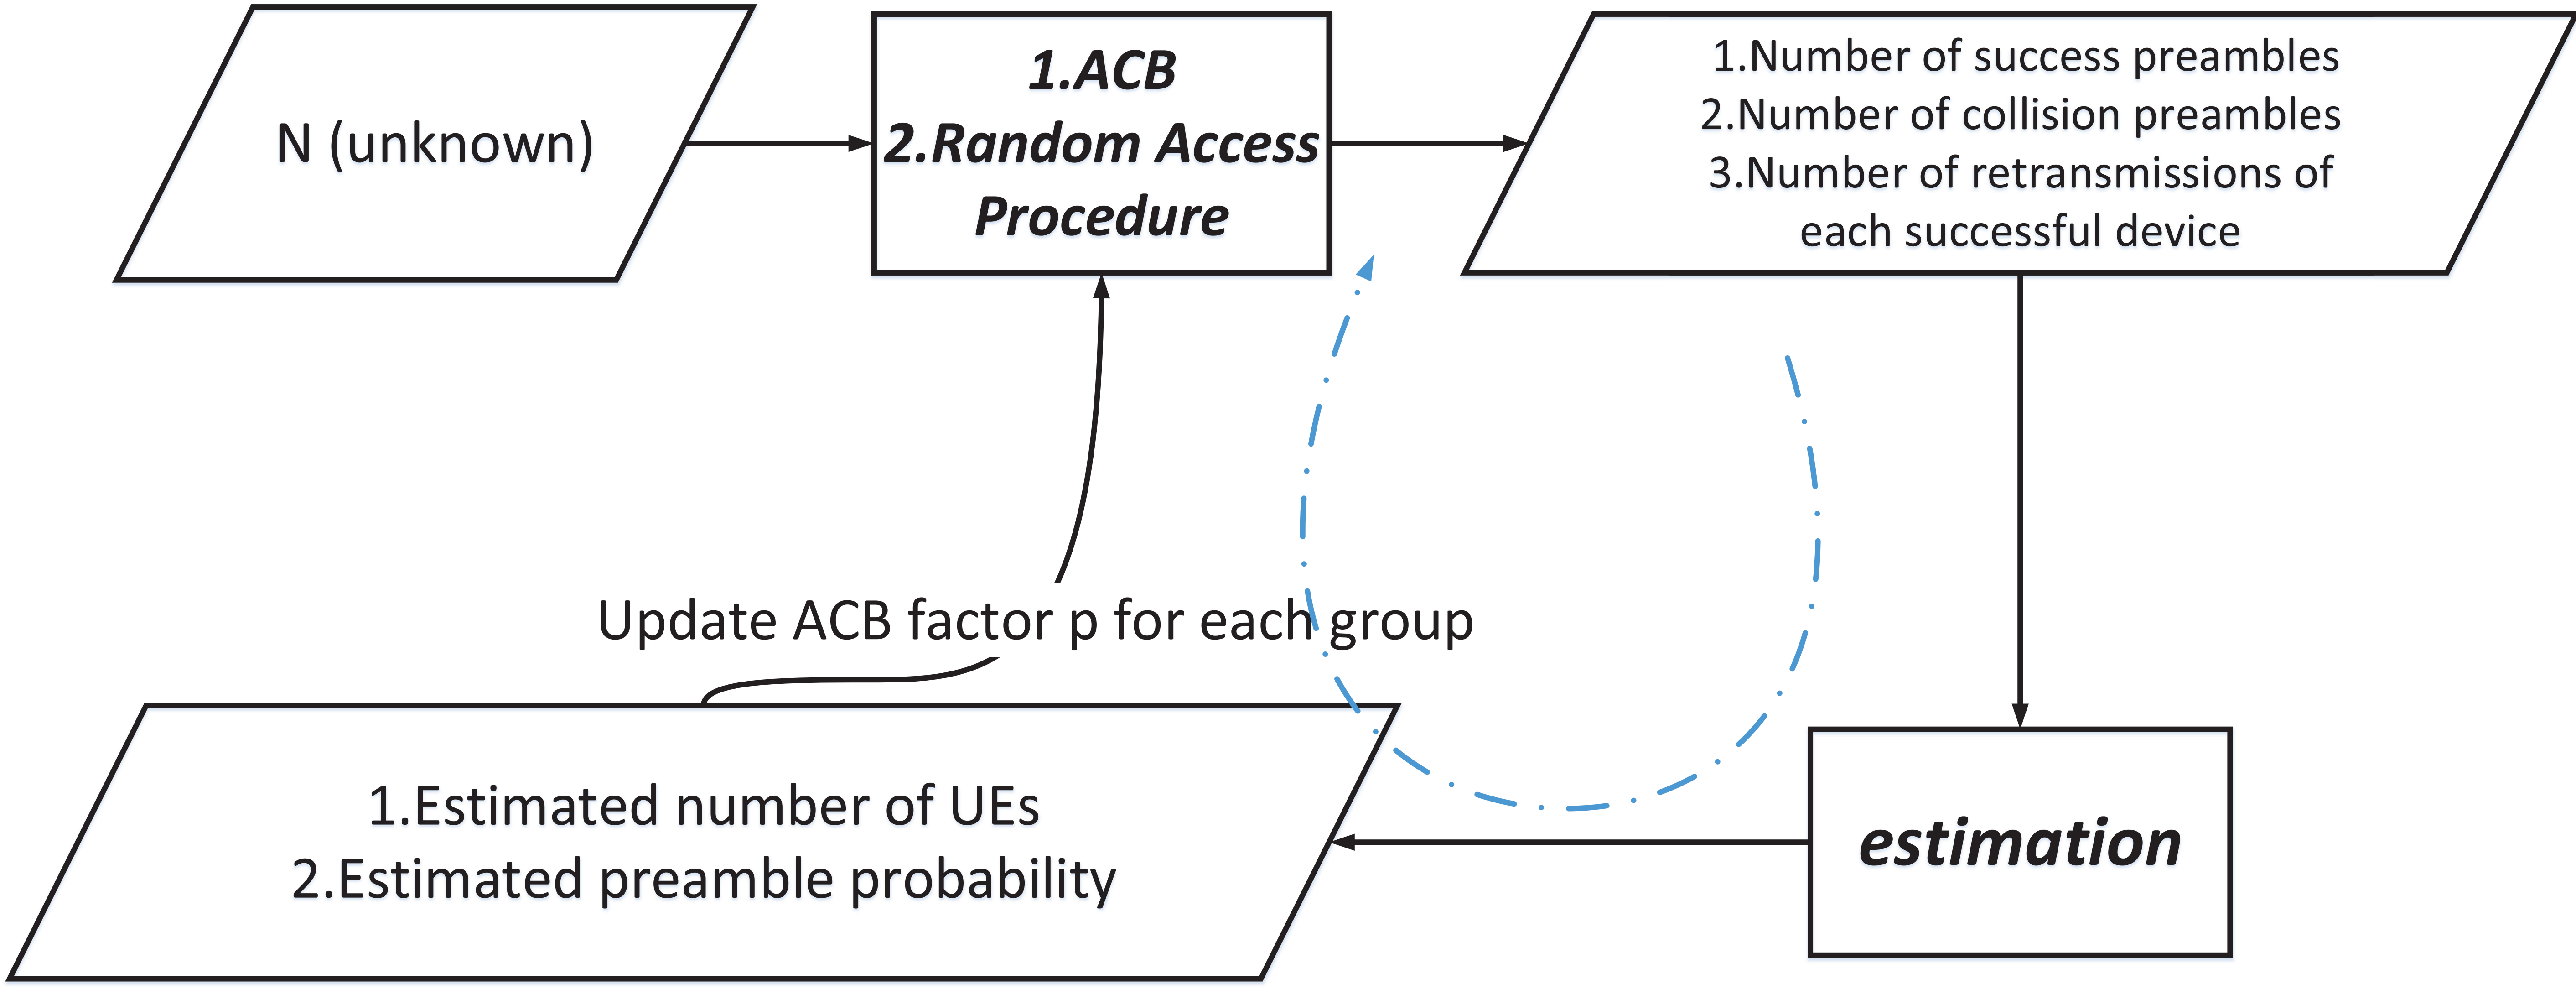 N (unknown)
1.ACB
2.Random Access
Procedure
1.Number of success preambles
2.Number of collision preambles
3.Number of retransmissions of
each successful device
Update ACB factor p for each group
1.Estimated number of UEs
2.Estimated preamble probability
estimation